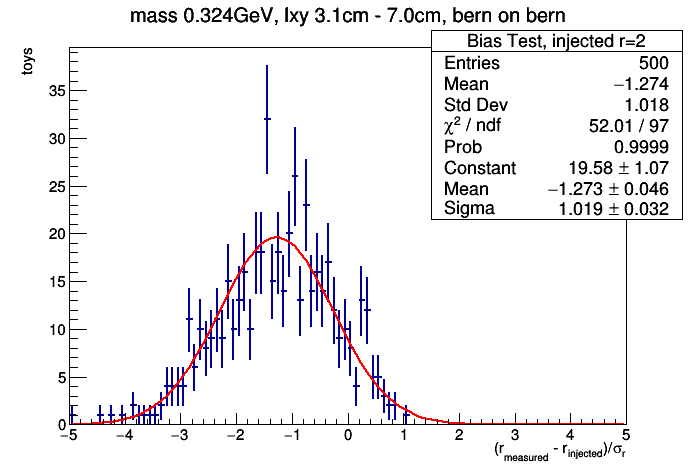 mass 0.324GeV, lxy 3.1cm - 7.0cm, bern on bern
toys
Bias Test, injected r=2
Entries 500
Mean −1.274
Std Dev 1.018
χ² / ndf 52.01 / 97
Prob 0.9999
Constant 19.58 ± 1.07
Mean −1.273 ± 0.046
Sigma 1.019 ± 0.032
35
30
25
20
15
10
5
0
−5 −4 −3 −2 −1 0 1 2 3 4 5
(r_measured - r_injected)/σ_r